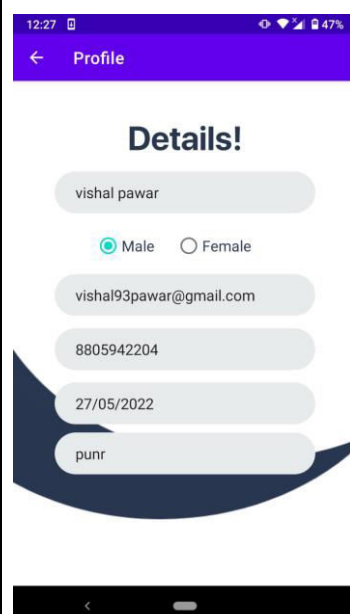 12:27 47%
Profile
Details!
vishal pawar
Male Female
vishal93pawar@gmail.com
8805942204
27/05/2022
punr